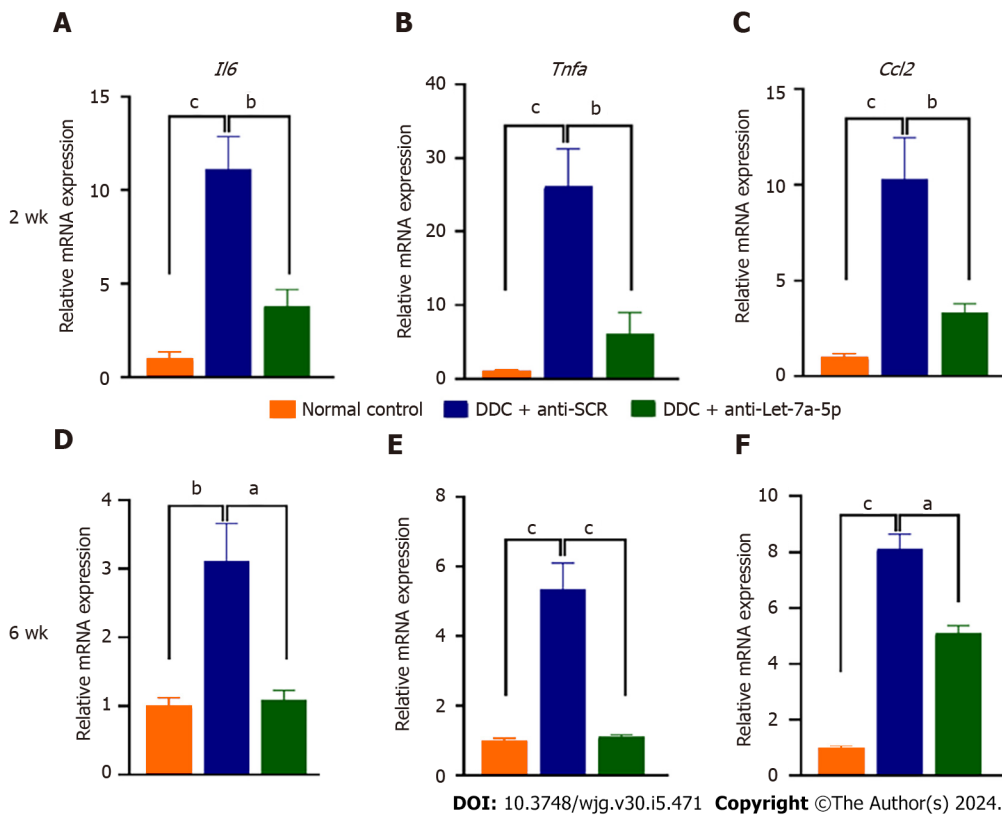 A
B
C
Il6
Tnfa
Ccl2
2 wk
Relative mRNA expression
15
10
5
0
c
b
Relative mRNA expression
40
30
20
10
0
c
b
Relative mRNA expression
15
10
5
0
c
b
Normal control DDC + anti-SCR DDC + anti-Let-7a-5p
D
E
F
6 wk
Relative mRNA expression
4
3
2
1
0
b
a
Relative mRNA expression
8
6
4
2
0
c
c
Relative mRNA expression
10
8
6
4
2
0
c
a
DOI: 10.3748/wjg.v30.i5.471 Copyright ©The Author(s) 2024.